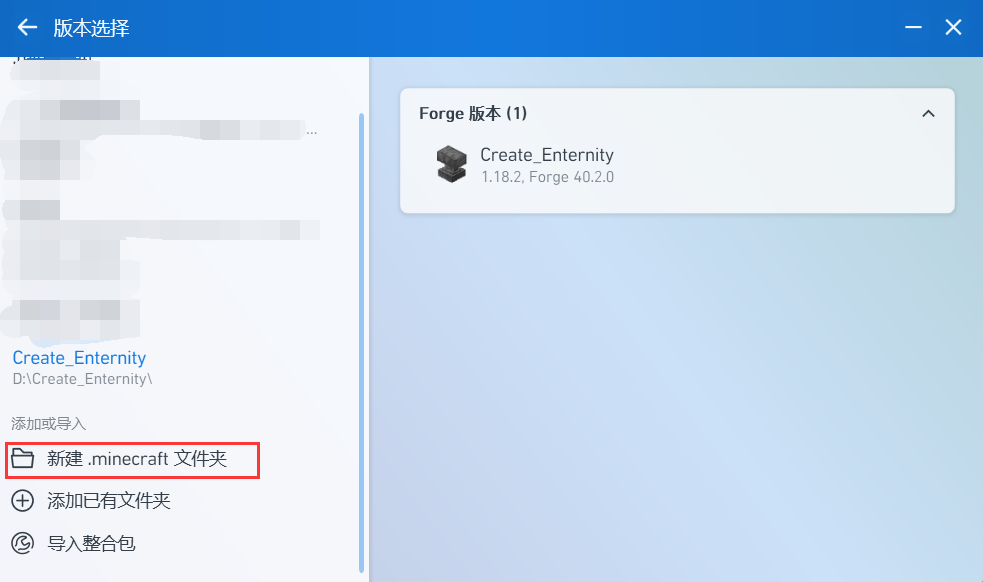 版本选择
...
Create_Enternity
D:\Create_Enternity\
添加或导入
新建 .minecraft 文件夹
添加已有文件夹
导入整合包
Forge 版本 (1)
Create_Enternity
1.18.2, Forge 40.2.0